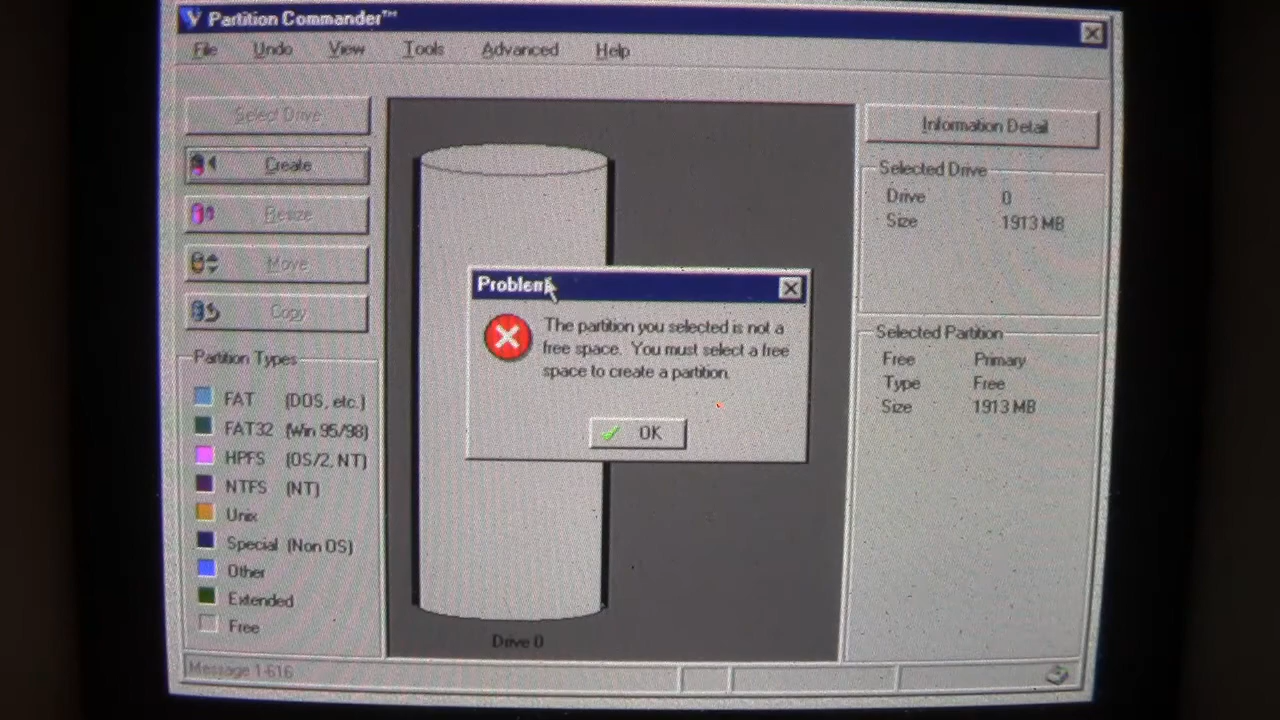 Partition Commander™
File Undo View Tools Advanced Help
Select Drive
Create
Resize
Move
Copy
Partition Types
FAT (DOS, etc.)
FAT32 (Win 95/98)
HPFS (OS/2, NT)
NTFS (NT)
Unix
Special (Non OS)
Other
Extended
Free
Message 1-616
Drive 0
Problem
The partition you selected is not a
free space. You must select a free
space to create a partition.
OK
Information Detail
Selected Drive
Drive 0
Size 1913 MB
Selected Partition
Free Primary
Type Free
Size 1913 MB